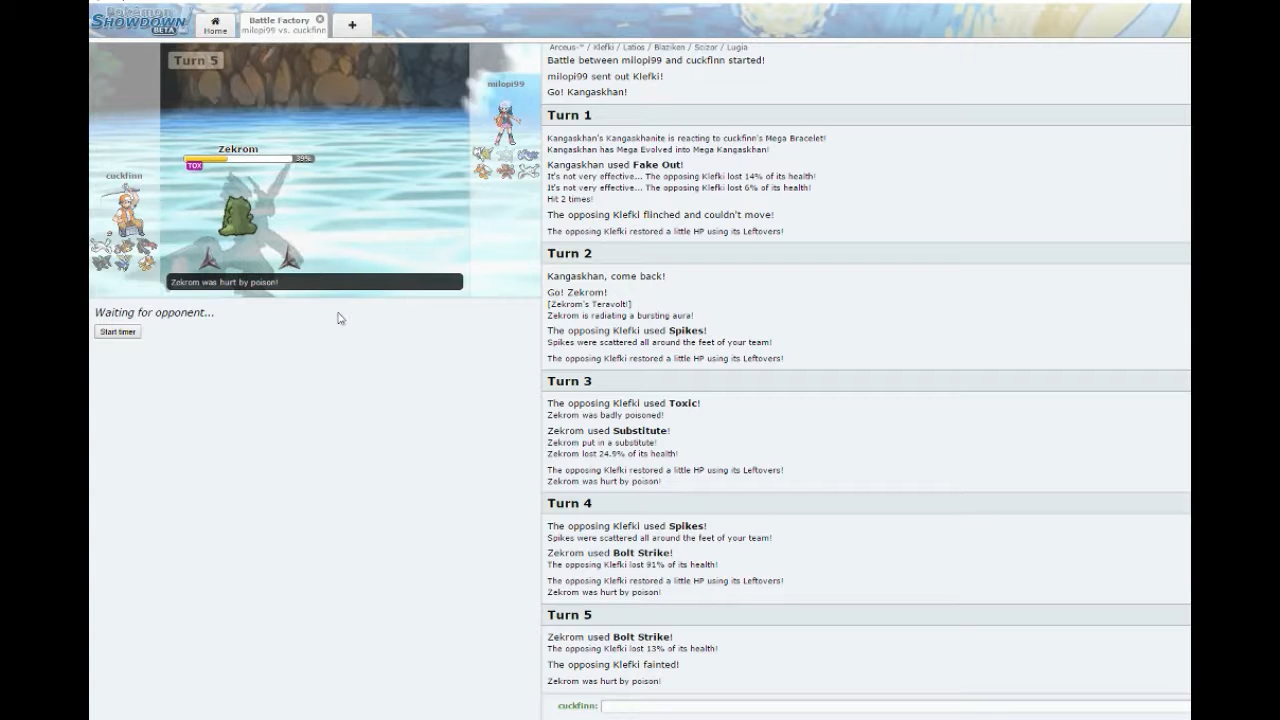 Pokémon
SHOWDOWN
BETA
Home
Battle Factory
milopi99 vs. cuckfinn
Turn 5
milopi99
cuckfinn
Zekrom
39%
TOX
Zekrom was hurt by poison!
Waiting for opponent...
Start timer
Arceus-* / Klefki / Latios / Blaziken / Scizor / Lugia
Battle between milopi99 and cuckfinn started!
milopi99 sent out Klefki!
Go! Kangaskhan!
Turn 1
Kangaskhan's Kangaskhanite is reacting to cuckfinn's Mega Bracelet!
Kangaskhan has Mega Evolved into Mega Kangaskhan!
Kangaskhan used Fake Out!
It's not very effective... The opposing Klefki lost 14% of its health!
It's not very effective... The opposing Klefki lost 6% of its health!
Hit 2 times!
The opposing Klefki flinched and couldn't move!
The opposing Klefki restored a little HP using its Leftovers!
Turn 2
Kangaskhan, come back!
Go! Zekrom!
[Zekrom's Teravolt!]
Zekrom is radiating a bursting aura!
The opposing Klefki used Spikes!
Spikes were scattered all around the feet of your team!
The opposing Klefki restored a little HP using its Leftovers!
Turn 3
The opposing Klefki used Toxic!
Zekrom was badly poisoned!
Zekrom used Substitute!
Zekrom put in a substitute!
Zekrom lost 24.9% of its health!
The opposing Klefki restored a little HP using its Leftovers!
Zekrom was hurt by poison!
Turn 4
The opposing Klefki used Spikes!
Spikes were scattered all around the feet of your team!
Zekrom used Bolt Strike!
The opposing Klefki lost 91% of its health!
The opposing Klefki restored a little HP using its Leftovers!
Zekrom was hurt by poison!
Turn 5
Zekrom used Bolt Strike!
The opposing Klefki lost 13% of its health!
The opposing Klefki fainted!
Zekrom was hurt by poison!
cuckfinn: